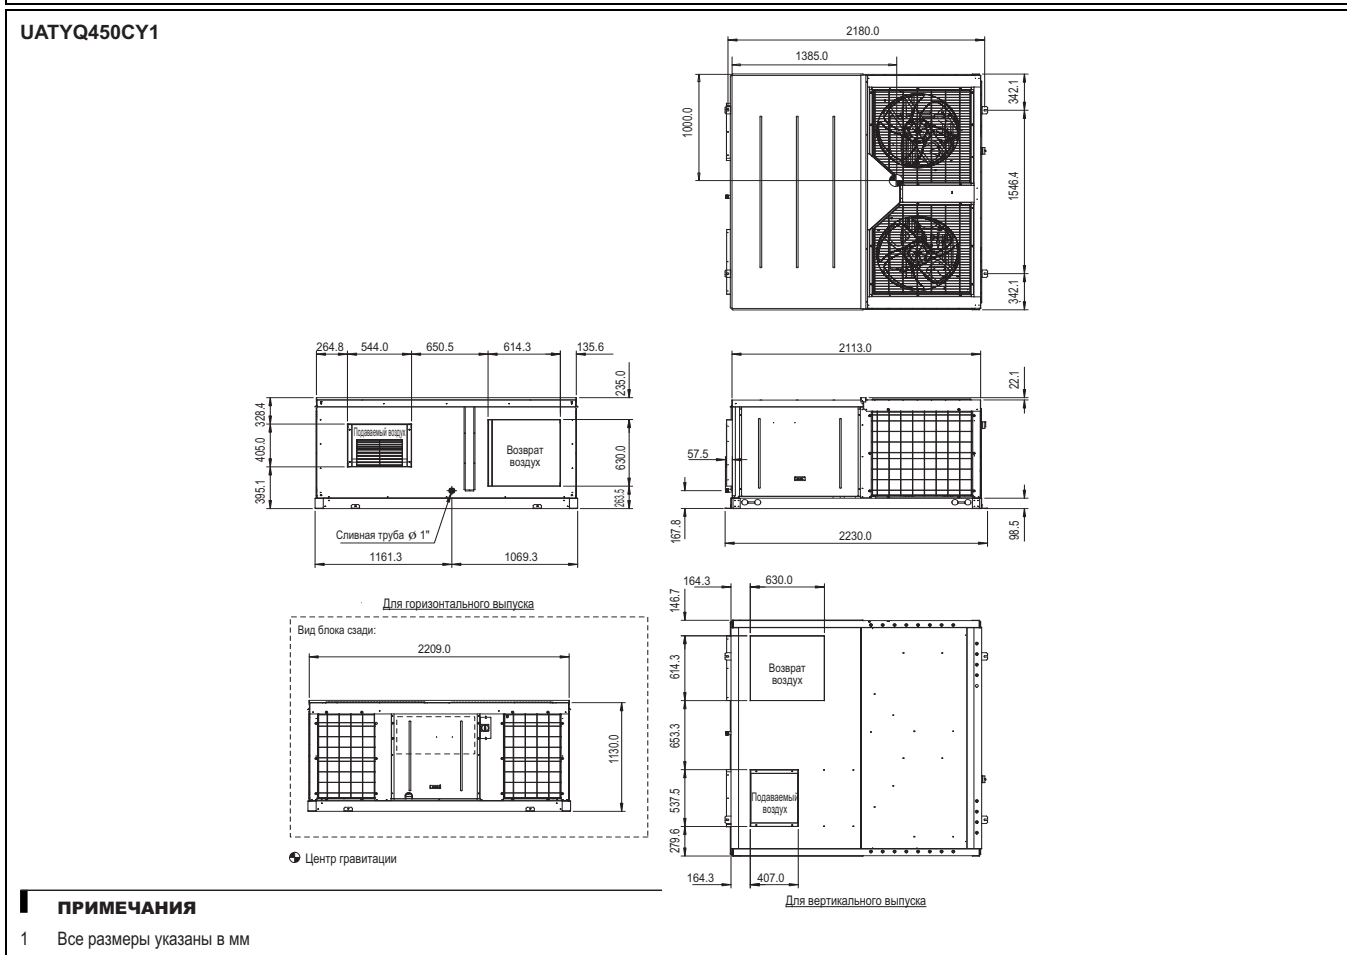 UATYQ450CY1
2180.0
1385.0
1000.0
342.1
1546.4
342.1
264.8 544.0 650.5 614.3 135.6
235.0
328.4
405.0
395.1
Подаваемый воздух
Возврат
воздух
630.0
263.5
Сливная труба ø 1"
1161.3 1069.3
Для горизонтального выпуска
2113.0
22.1
57.5
167.8
98.5
2230.0
Вид блока сзади:
2209.0
1130.0
Центр гравитации
164.3 630.0
146.7
614.3
653.3
537.5
279.6
Возврат
воздух
Подаваемый
воздух
164.3 407.0
Для вертикального выпуска
ПРИМЕЧАНИЯ
1 Все размеры указаны в мм